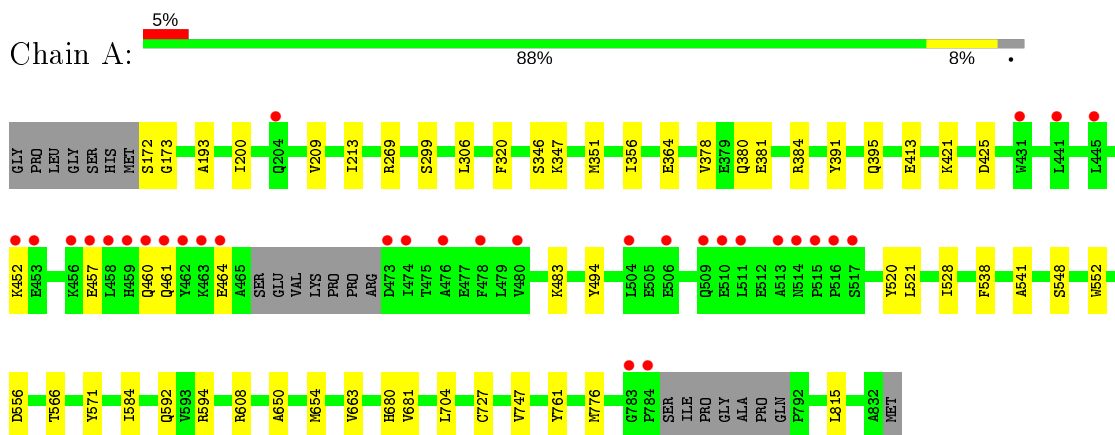 5%
Chain A:
88%
8%
GLY PRO LEU GLY SER HIS MET S172 G173 A193 I200 Q204 V209 I213 R269 S299 L306 F320 S346 K347 M351 I356 E364 V378 E379 Q380 E381 R384 Y391 Q395 E413 K421 D425 W431 L441 L445
K452 E453 K456 E457 L458 H459 Q460 Q461 Y462 K463 E464 A465 SER GLU VAL LYS PRO PRO ARG D473 I474 T475 A476 E477 F478 L479 V480 K483 Y494 L504 E505 E506 Q509 E510 L511 E512 A513 N514 P515 P516 S517 Y520 L521 I528 F538 A541 S548 W552
D556 T566 Y571 I584 Q592 V593 R594 R608 A650 M654 V663 H680 V681 L704 C727 V747 Y761 M776 G783 P784 SER ILE PRO GLY ALA PRO GLN P792 L815 A832 MET